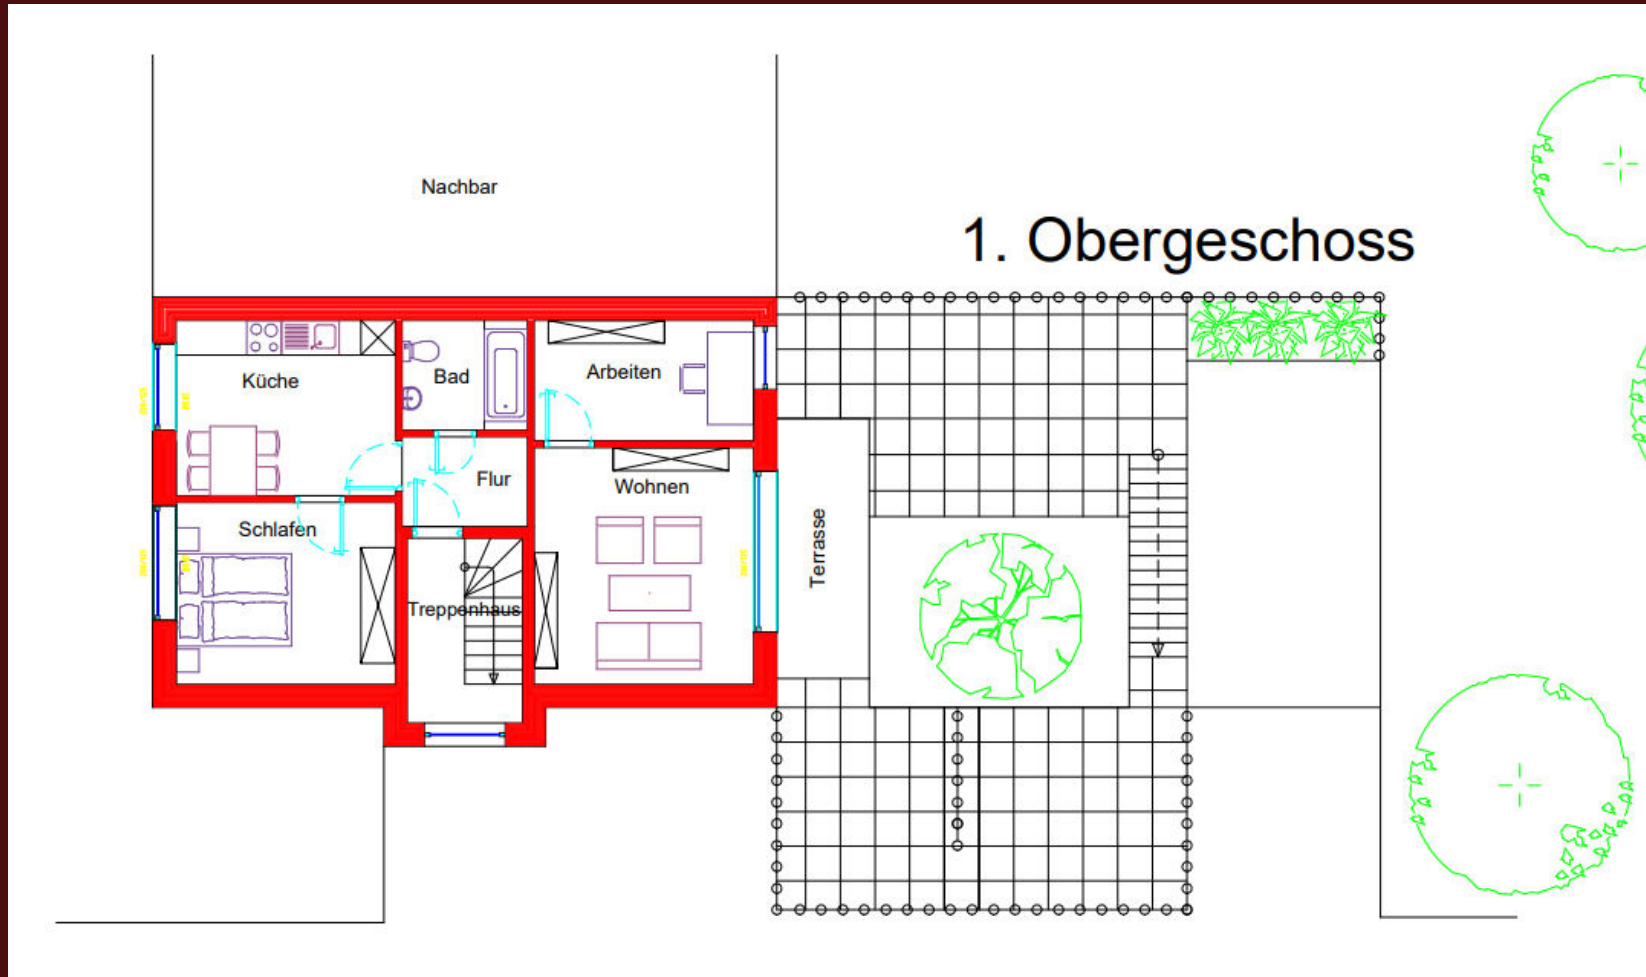 Nachbar
1. Obergeschoss
Küche
Bad
Arbeiten
Flur
Wohnen
Schlafen
Terrasse
Treppenhaus